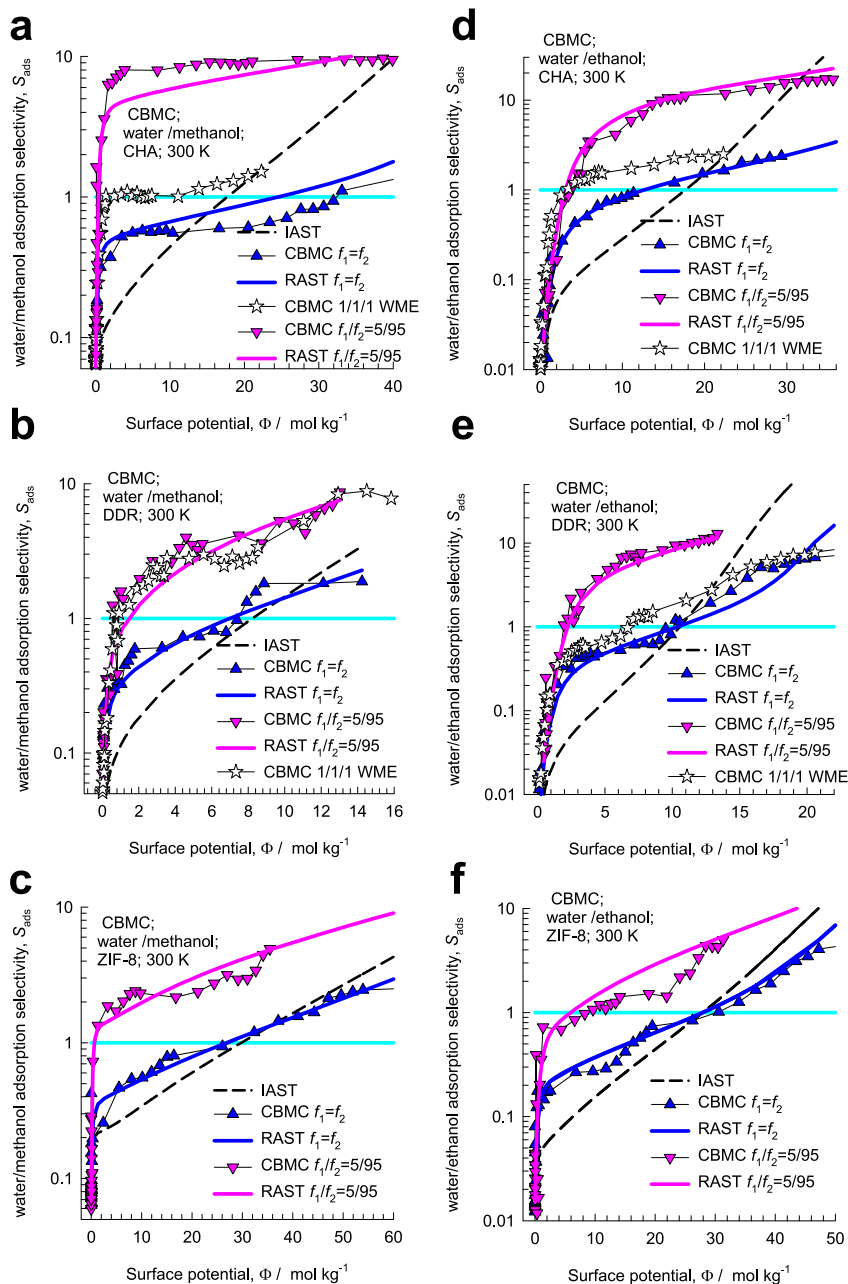 a
water/methanol adsorption selectivity, Sads
10
1
0.1
CBMC;
water /methanol;
CHA; 300 K
IAST
CBMC f1=f2
RAST f1=f2
CBMC 1/1/1 WME
CBMC f1/f2=5/95
RAST f1/f2=5/95
0 10 20 30 40
Surface potential, Φ / mol kg-1
d
water/ethanol adsorption selectivity, Sads
10
1
0.1
0.01
CBMC;
water /ethanol;
CHA; 300 K
IAST
CBMC f1=f2
RAST f1=f2
CBMC f1/f2=5/95
RAST f1/f2=5/95
CBMC 1/1/1 WME
0 10 20 30
Surface potential, Φ / mol kg-1
b
water/methanol adsorption selectivity, Sads
10
1
0.1
CBMC;
water /methanol;
DDR; 300 K
IAST
CBMC f1=f2
RAST f1=f2
CBMC f1/f2=5/95
RAST f1/f2=5/95
CBMC 1/1/1 WME
0 2 4 6 8 10 12 14 16
Surface potential, Φ / mol kg-1
e
water/ethanol adsorption selectivity, Sads
10
1
0.1
0.01
CBMC;
water /ethanol;
DDR; 300 K
IAST
CBMC f1=f2
RAST f1=f2
CBMC f1/f2=5/95
RAST f1/f2=5/95
CBMC 1/1/1 WME
0 5 10 15 20
Surface potential, Φ / mol kg-1
c
water/methanol adsorption selectivity, Sads
10
1
0.1
CBMC;
water /methanol;
ZIF-8; 300 K
IAST
CBMC f1=f2
RAST f1=f2
CBMC f1/f2=5/95
RAST f1/f2=5/95
0 10 20 30 40 50 60
Surface potential, Φ / mol kg-1
f
water/ethanol adsorption selectivity, Sads
10
1
0.1
0.01
CBMC;
water /ethanol;
ZIF-8; 300 K
IAST
CBMC f1=f2
RAST f1=f2
CBMC f1/f2=5/95
RAST f1/f2=5/95
0 10 20 30 40 50
Surface potential, Φ / mol kg-1